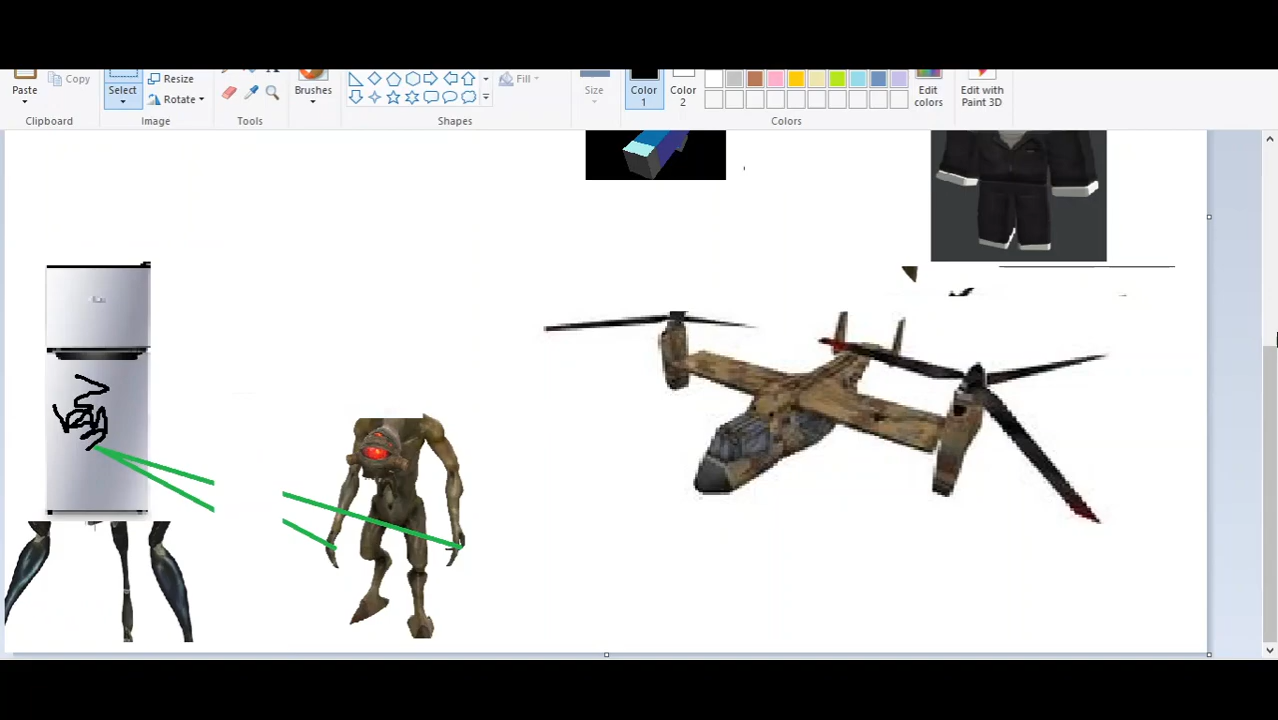 Copy
Resize
Fill
Paste
Select
Rotate
Brushes
Size
Color
1
Color
2
Edit
colors
Edit with
Paint 3D
Clipboard
Image
Tools
Shapes
Colors